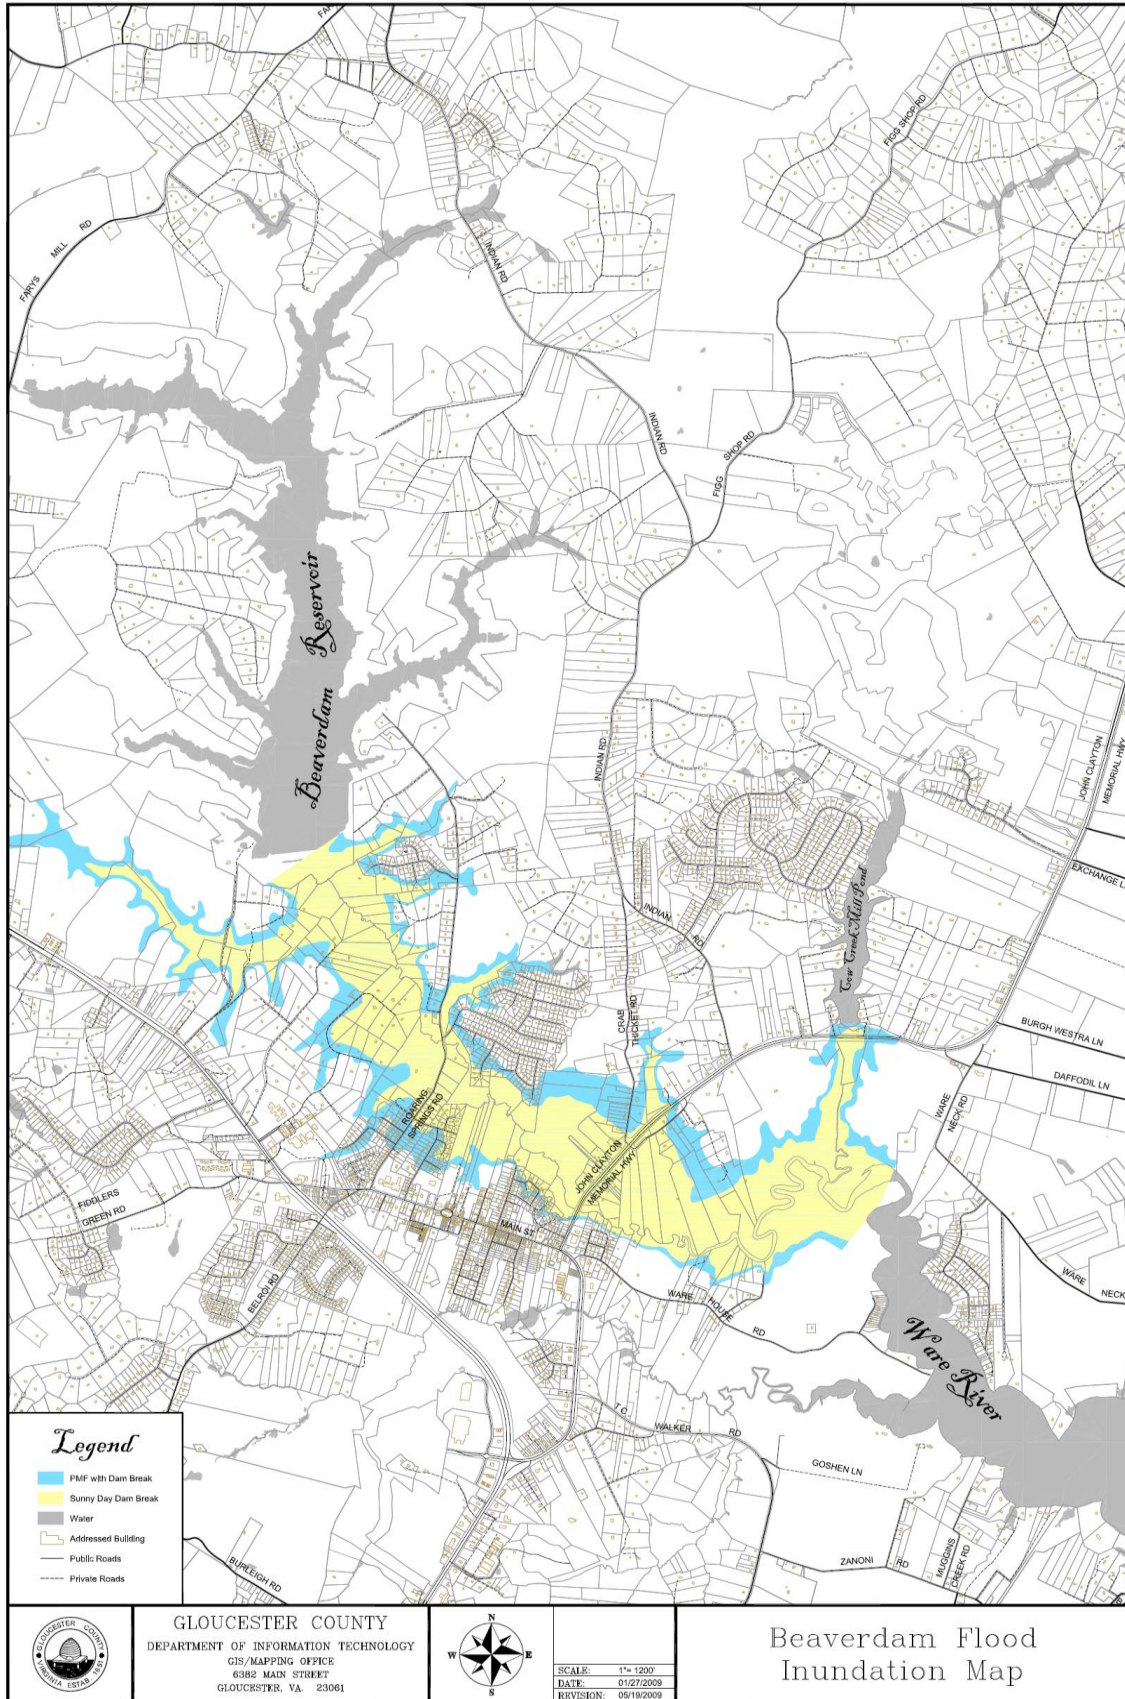 FARYS MILL RD
INDIAN RD
FIGG SHOP RD
INDIAN RD
FIGG SHOP RD
Beaverdam Reservoir
INDIAN RD
JOHN CLAYTON
MEMORIAL HWY
EXCHANGE L
Cow Creek Mill Pond
INDIAN RD
CRAB
THICKET RD
BURGH WESTRA LN
DAFFODIL LN
WARE
NECK RD
ROARING
SPRINGS RD
JOHN CLAYTON
MEMORIAL HWY
FIDDLERS
GREEN RD
MAIN ST
BELROI RD
WARE HOUSE RD
WARE NECK
Ware River
T C WALKER RD
GOSHEN LN
ZANONI RD
MUGGINS
CREEK RD
BURLEIGH RD
Legend
PMF with Dam Break
Sunny Day Dam Break
Water
Addressed Building
Public Roads
Private Roads
GLOUCESTER COUNTY
VIRGINIA ESTAB 1651
GLOUCESTER COUNTY
DEPARTMENT OF INFORMATION TECHNOLOGY
GIS/MAPPING OFFICE
6382 MAIN STREET
GLOUCESTER, VA. 23061
N
W E
S
SCALE: 1"= 1200'
DATE: 01/27/2009
REVISION: 05/19/2009
Beaverdam Flood
Inundation Map